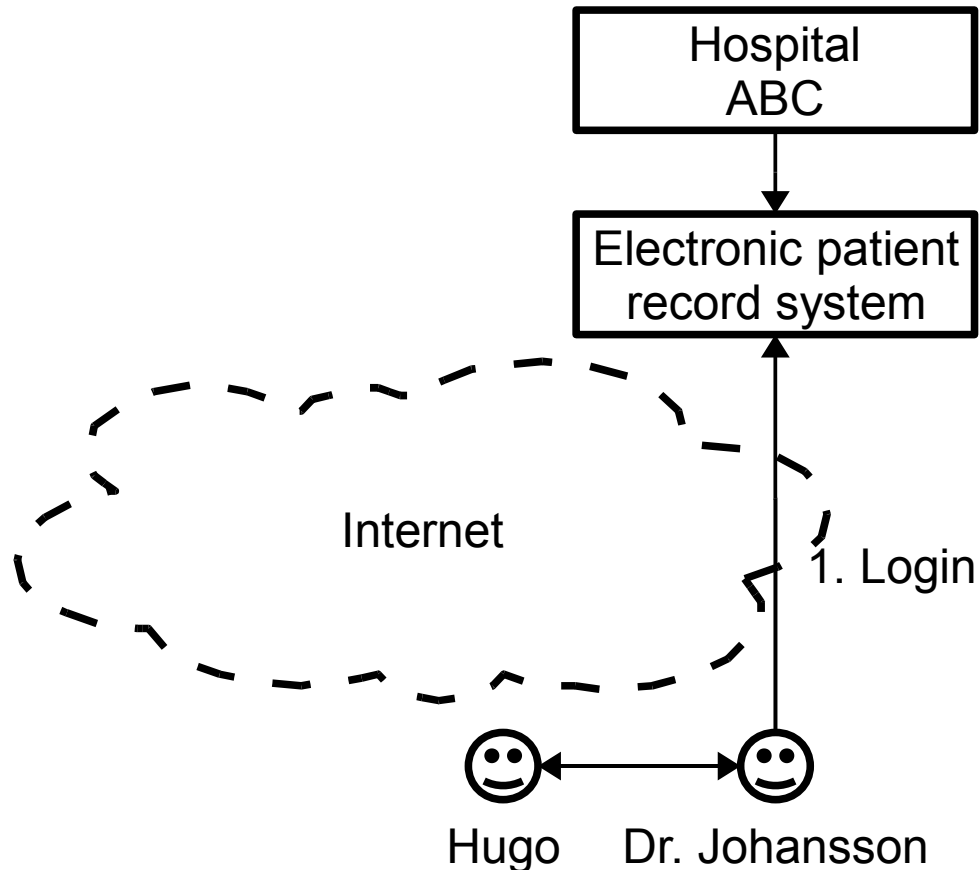 Hospital
ABC
Electronic patient
record system
Internet
1. Login
Hugo
Dr. Johansson